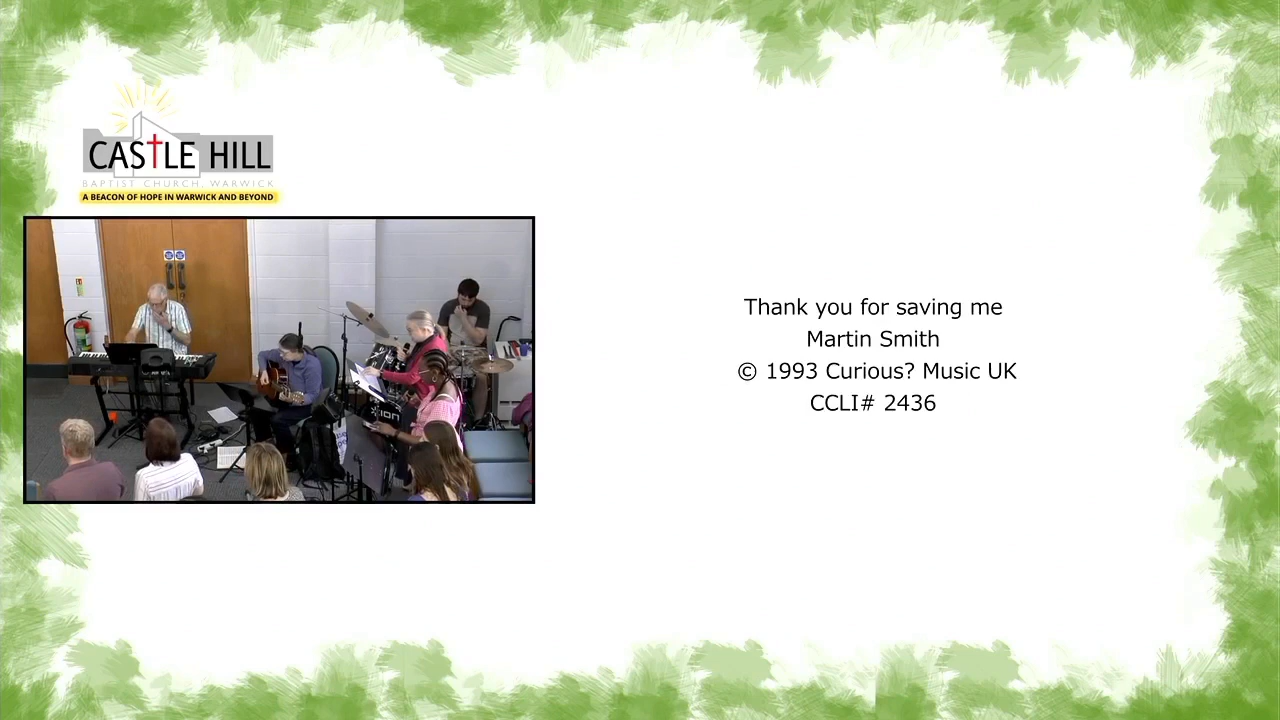 CASTLE HILL
BAPTIST CHURCH, WARWICK
A BEACON OF HOPE IN WARWICK AND BEYOND
Thank you for saving me
Martin Smith
© 1993 Curious? Music UK
CCLI# 2436